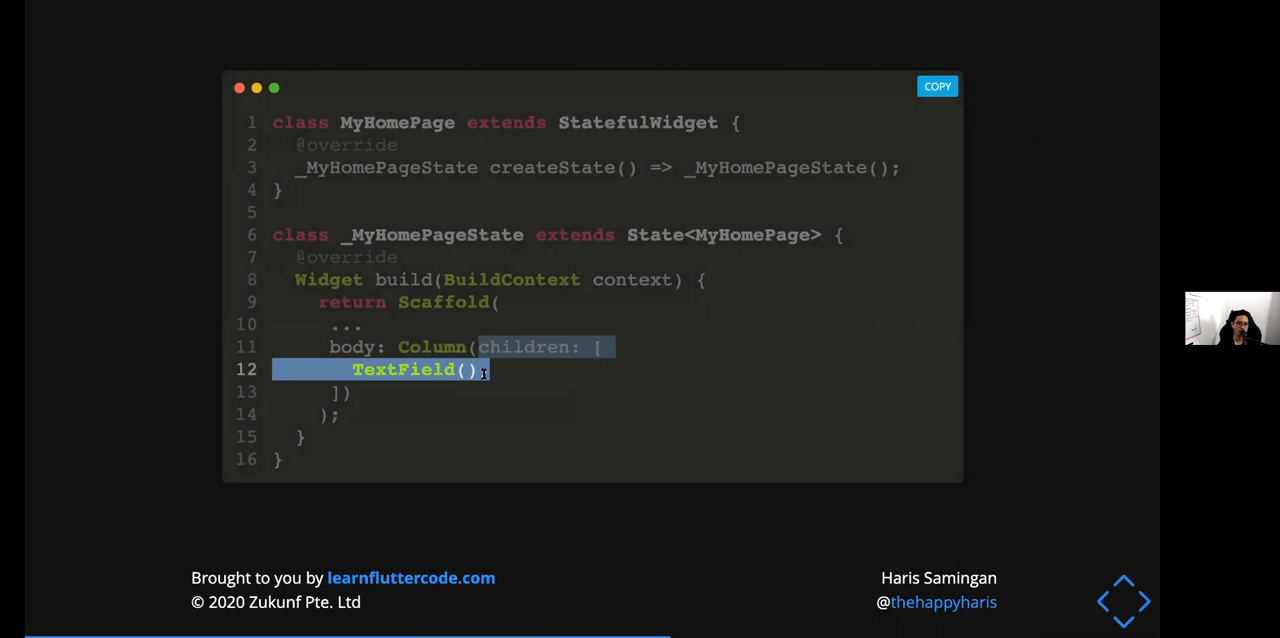 COPY
1 class MyHomePage extends StatefulWidget {
2 @override
3 _MyHomePageState createState() => _MyHomePageState();
4 }
5
6 class _MyHomePageState extends State<MyHomePage> {
7 @override
8 Widget build(BuildContext context) {
9 return Scaffold(
10 ...
11 body: Column(children: [
12 TextField(),
13 ])
14 );
15 }
16 }
Brought to you by learnfluttercode.com
© 2020 Zukunf Pte. Ltd
Haris Samingan
@thehappyharis